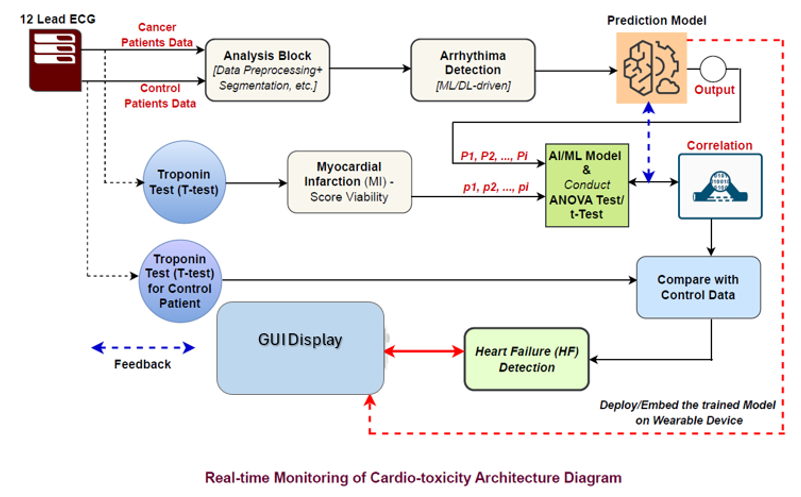 12 Lead ECG
Cancer
Patients Data
Control
Patients Data
Analysis Block
[Data Preprocessing+
Segmentation, etc.]
Arrhythima
Detection
[ML/DL-driven]
Prediction Model
Output
Troponin
Test (T-test)
Myocardial
Infarction (MI) -
Score Viability
P1, P2, ..., Pi
p1, p2, ..., pi
AI/ML Model
&
Conduct
ANOVA Test/
t-Test
Correlation
Troponin
Test (T-test)
for Control
Patient
Compare with
Control Data
Feedback
GUI Display
Heart Failure (HF)
Detection
Deploy/Embed the trained Model
on Wearable Device
Real-time Monitoring of Cardio-toxicity Architecture Diagram